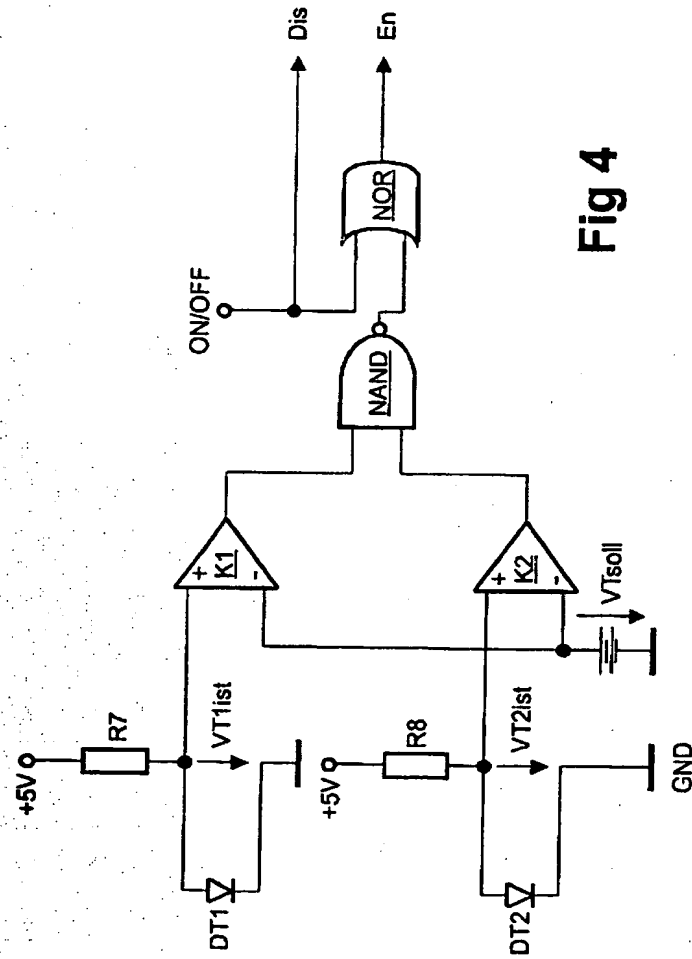 +5V
R7
DT1
VT1ist
+
K1
-
+5V
R8
DT2
VT2ist
+
K2
-
VTsoll
GND
NAND
ON/OFF
NOR
Dis
En
Fig 4